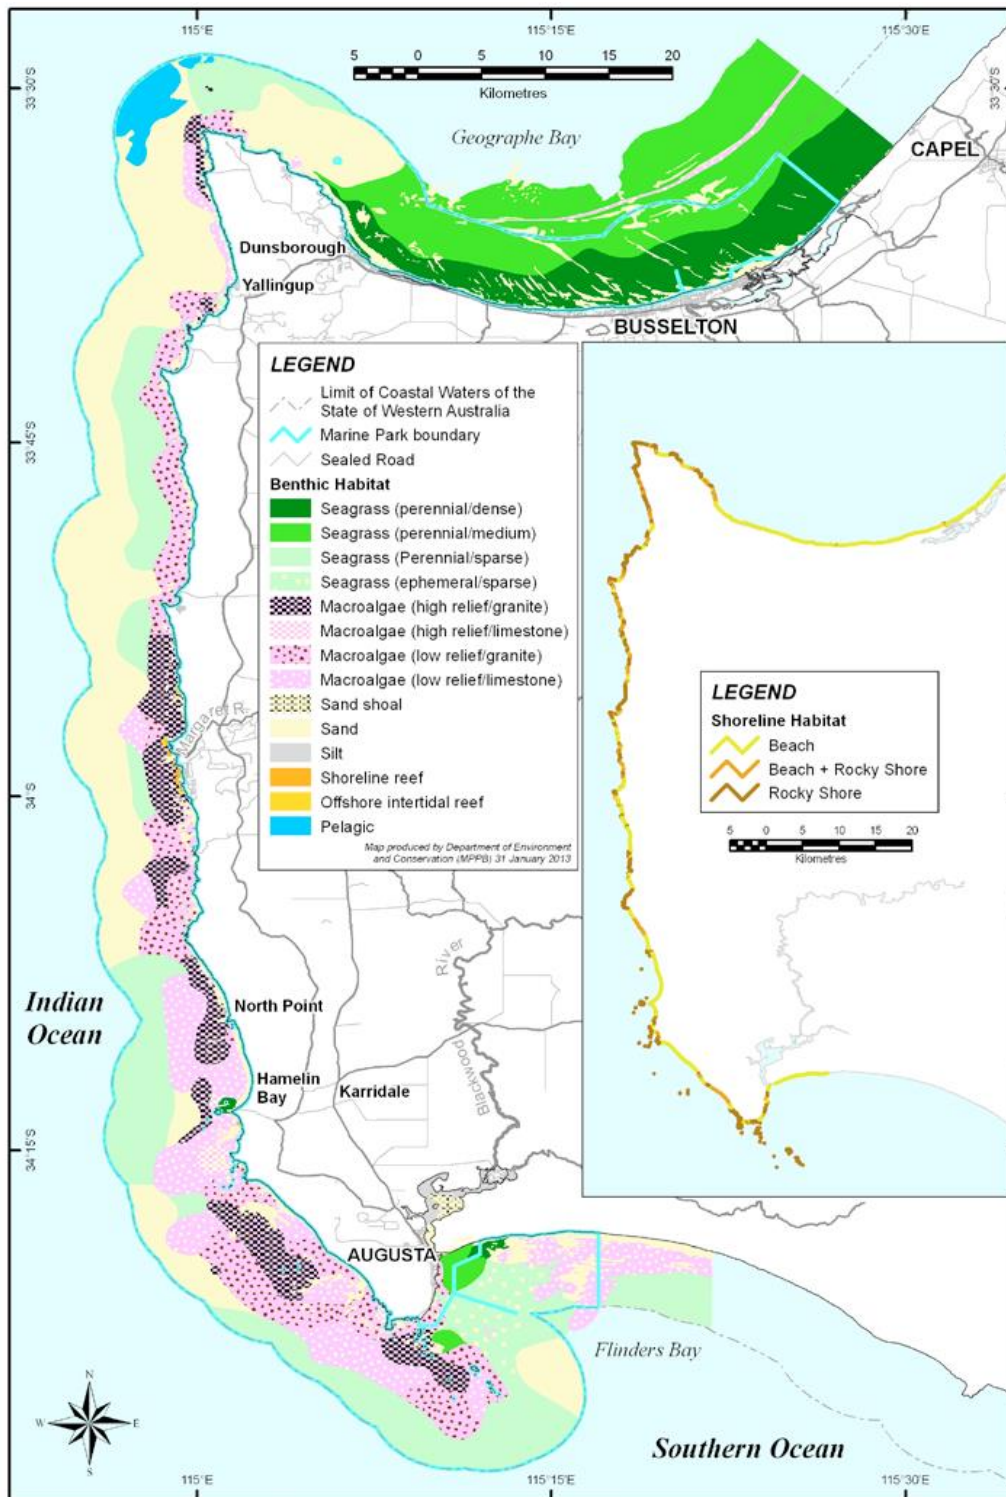 115°E
115°15'E
115°30'E
5 0 5 10 15 20
Kilometres
33°30'S
33°30'S
Geographe Bay
CAPEL
Dunsborough
Yallingup
BUSSELTON
LEGEND
Limit of Coastal Waters of the
State of Western Australia
Marine Park boundary
Sealed Road
Benthic Habitat
Seagrass (perennial/dense)
Seagrass (perennial/medium)
Seagrass (Perennial/sparse)
Seagrass (ephemeral/sparse)
Macroalgae (high relief/granite)
Macroalgae (high relief/limestone)
Macroalgae (low relief/granite)
Macroalgae (low relief/limestone)
Sand shoal
Sand
Silt
Shoreline reef
Offshore intertidal reef
Pelagic
Map produced by Department of Environment
and Conservation (MPPB) 31 January 2013
33°45'S
LEGEND
Shoreline Habitat
Beach
Beach + Rocky Shore
Rocky Shore
5 0 5 10 15 20
Kilometres
Margaret R.
34°S
Indian
Ocean
North Point
River
Blackwood
Hamelin
Bay
Karridale
34°15'S
AUGUSTA
Flinders Bay
N
W E
S
Southern Ocean
115°E
115°15'E
115°30'E